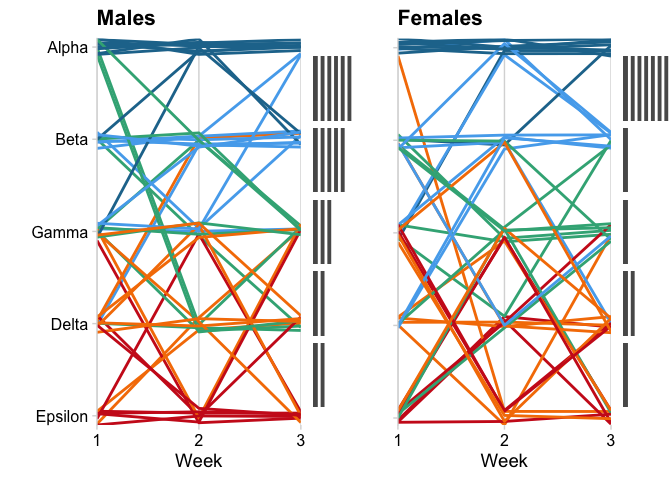 Males
Females
Alpha
Beta
Gamma
Delta
Epsilon
1 2 3
1 2 3
Week
Week